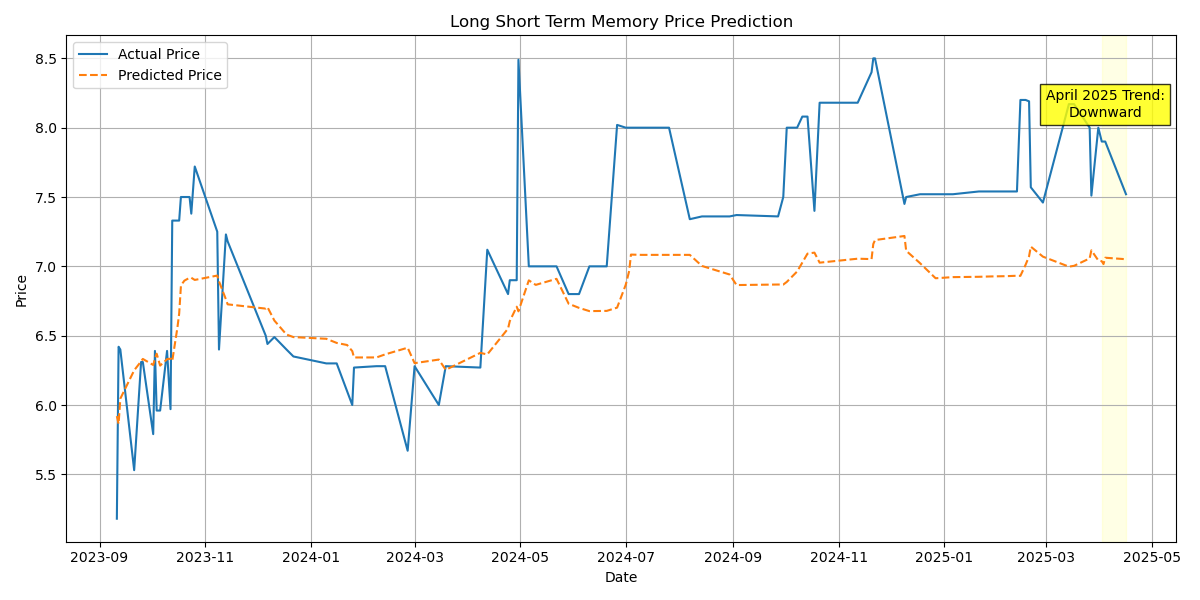 Long Short Term Memory Price Prediction
Actual Price
Predicted Price
April 2025 Trend:
Downward
8.5
8.0
7.5
7.0
6.5
6.0
5.5
Price
2023-09
2023-11
2024-01
2024-03
2024-05
2024-07
2024-09
2024-11
2025-01
2025-03
2025-05
Date